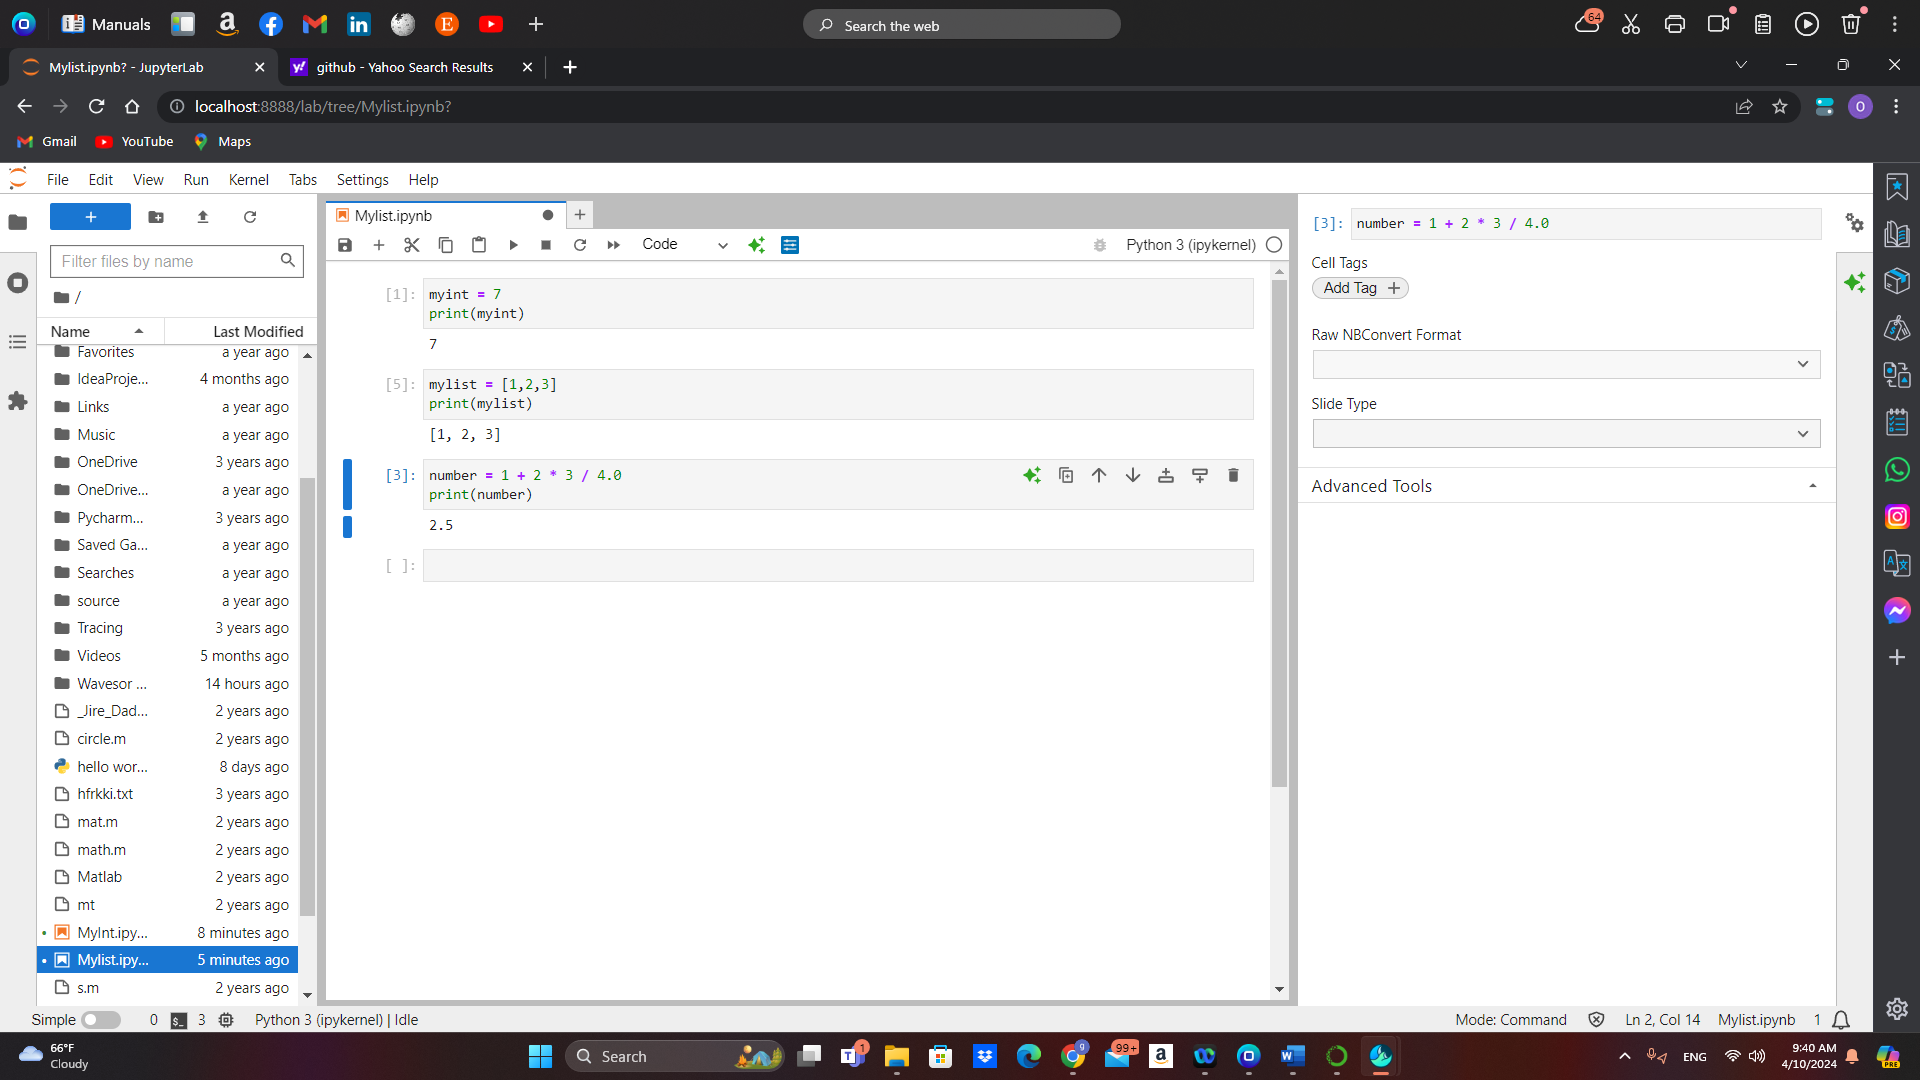 Manuals
Search the web
64
Mylist.ipynb? - JupyterLab
github - Yahoo Search Results
localhost:8888/lab/tree/Mylist.ipynb?
O
Gmail
YouTube
Maps
File Edit View Run Kernel Tabs Settings Help
Mylist.ipynb
Code
Python 3 (ipykernel)
Filter files by name
/
Name Last Modified
Favorites a year ago
IdeaProje... 4 months ago
Links a year ago
Music a year ago
OneDrive 3 years ago
OneDrive... a year ago
Pycharm... 3 years ago
Saved Ga... a year ago
Searches a year ago
source a year ago
Tracing 3 years ago
Videos 5 months ago
Wavesor ... 14 hours ago
_Jire_Dad... 2 years ago
circle.m 2 years ago
hello wor... 8 days ago
hfrkki.txt 3 years ago
mat.m 2 years ago
math.m 2 years ago
Matlab 2 years ago
mt 2 years ago
MyInt.ipy... 8 minutes ago
Mylist.ipy... 5 minutes ago
s.m 2 years ago
[1]: myint = 7
print(myint)
7
[5]: mylist = [1,2,3]
print(mylist)
[1, 2, 3]
[3]: number = 1 + 2 * 3 / 4.0
print(number)
2.5
[ ]:
[3]: number = 1 + 2 * 3 / 4.0
Cell Tags
Add Tag +
Raw NBConvert Format
Slide Type
Advanced Tools
Simple 0 3 Python 3 (ipykernel) | Idle
Mode: Command Ln 2, Col 14 Mylist.ipynb 1
66°F
Cloudy
Search
1
9
99+
ENG
9:40 AM
4/10/2024
PRE